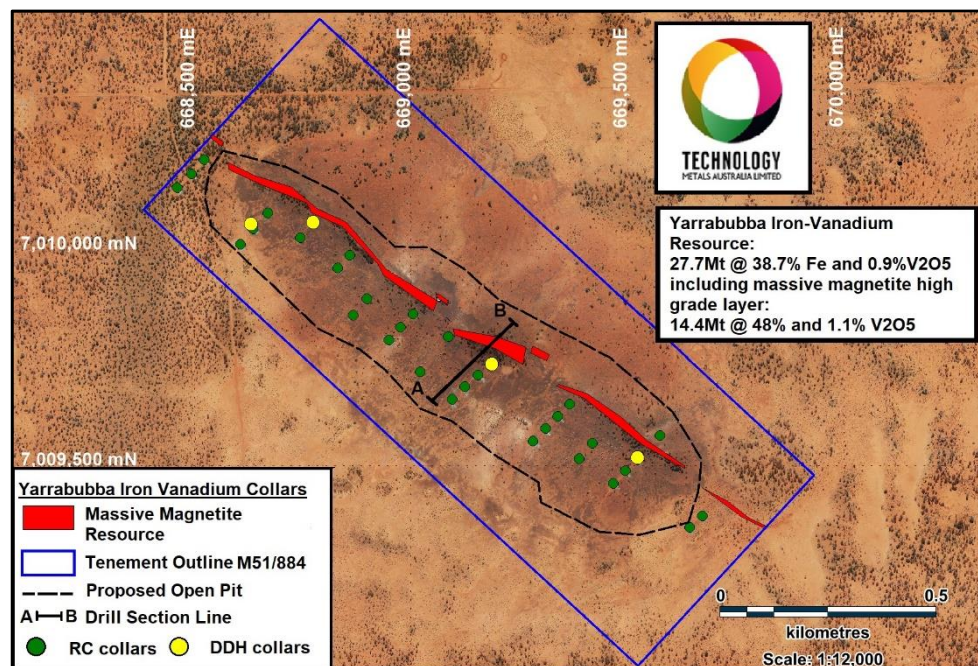 668,500 mE
669,000 mE
669,500 mE
670,000 mE
TECHNOLOGY
METALS AUSTRALIA LIMITED
7,010,000 mN
Yarrabubba Iron-Vanadium
Resource:
27.7Mt @ 38.7% Fe and 0.9%V2O5
including massive magnetite high
grade layer:
14.4Mt @ 48% and 1.1% V2O5
B
A
7,009,500 mN
Yarrabubba Iron Vanadium Collars
Massive Magnetite
Resource
Tenement Outline M51/884
Proposed Open Pit
A B Drill Section Line
RC collars DDH collars
0 0.5
kilometres
Scale: 1:12,000